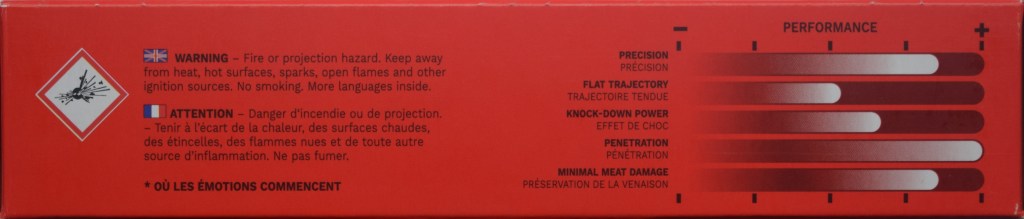 WARNING – Fire or projection hazard. Keep away
from heat, hot surfaces, sparks, open flames and other
ignition sources. No smoking. More languages inside.
ATTENTION – Danger d'incendie ou de projection.
– Tenir à l'écart de la chaleur, des surfaces chaudes,
des étincelles, des flammes nues et de toute autre
source d'inflammation. Ne pas fumer.
* OÙ LES ÉMOTIONS COMMENCENT
PERFORMANCE
– +
PRECISION
PRÉCISION
FLAT TRAJECTORY
TRAJECTOIRE TENDUE
KNOCK-DOWN POWER
EFFET DE CHOC
PENETRATION
PÉNÉTRATION
MINIMAL MEAT DAMAGE
PRÉSERVATION DE LA VENAISON